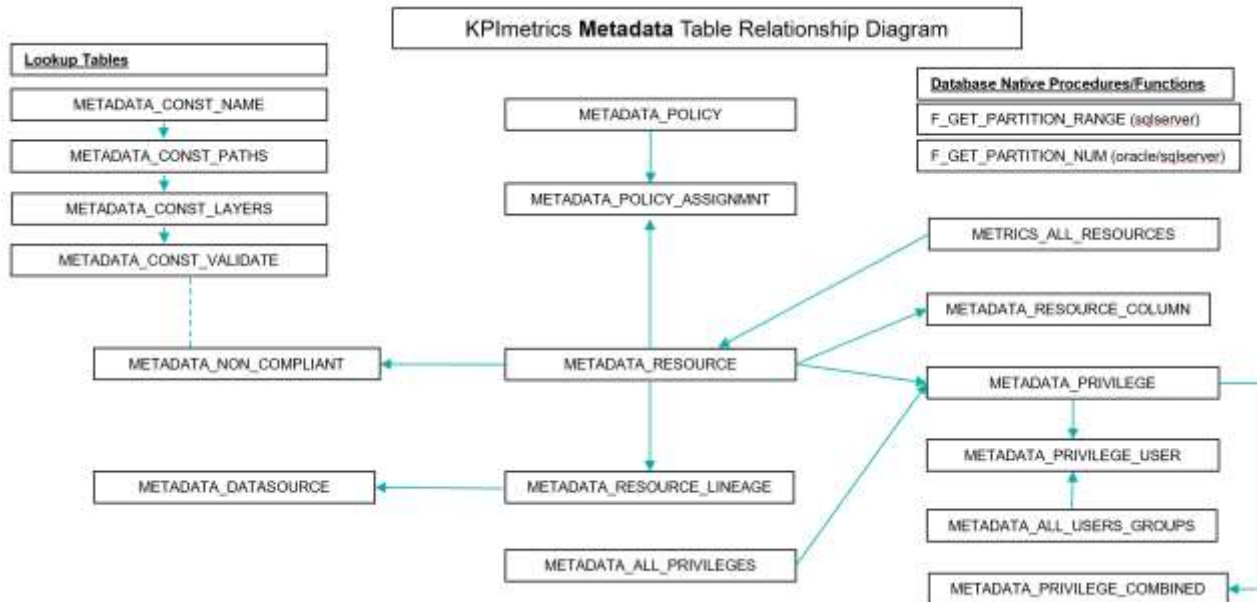 KPImetrics Metadata Table Relationship Diagram
Lookup Tables
METADATA_CONST_NAME
METADATA_CONST_PATHS
METADATA_CONST_LAYERS
METADATA_CONST_VALIDATE
METADATA_NON_COMPLIANT
METADATA_DATASOURCE
METADATA_POLICY
METADATA_POLICY_ASSIGNMNT
METADATA_RESOURCE
METADATA_RESOURCE_LINEAGE
METADATA_ALL_PRIVILEGES
Database Native Procedures/Functions
F_GET_PARTITION_RANGE (sqlserver)
F_GET_PARTITION_NUM (oracle/sqlserver)
METRICS_ALL_RESOURCES
METADATA_RESOURCE_COLUMN
METADATA_PRIVILEGE
METADATA_PRIVILEGE_USER
METADATA_ALL_USERS_GROUPS
METADATA_PRIVILEGE_COMBINED